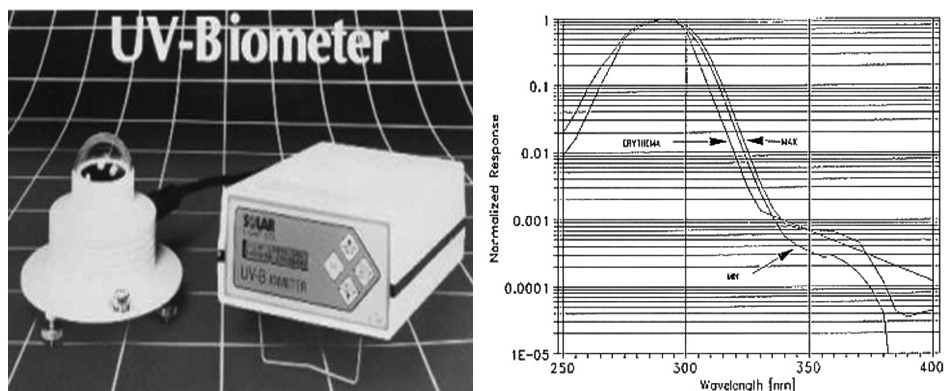 UV-Biometer
SOLAR
UV-BIOMETER
Normalized Response
1
0.1
0.01
0.001
0.0001
1E-05
ERYTHEMA
MAX
MIN
250
300
350
400
Wavelength [nm]